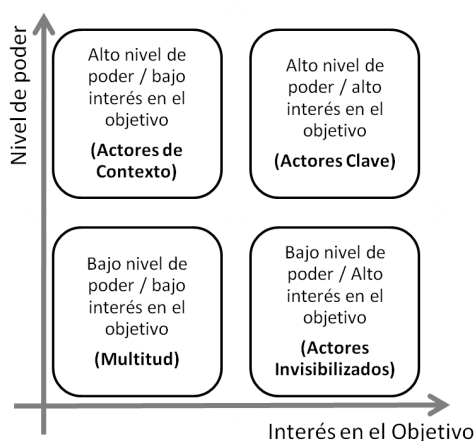 Nivel de poder
Alto nivel de
poder / bajo
interés en el
objetivo
(Actores de
Contexto)
Alto nivel de
poder / alto
interés en el
objetivo
(Actores Clave)
Bajo nivel de
poder / bajo
interés en el
objetivo
(Multitud)
Bajo nivel de
poder / Alto
interés en el
objetivo
(Actores
Invisibilizados)
Interés en el Objetivo